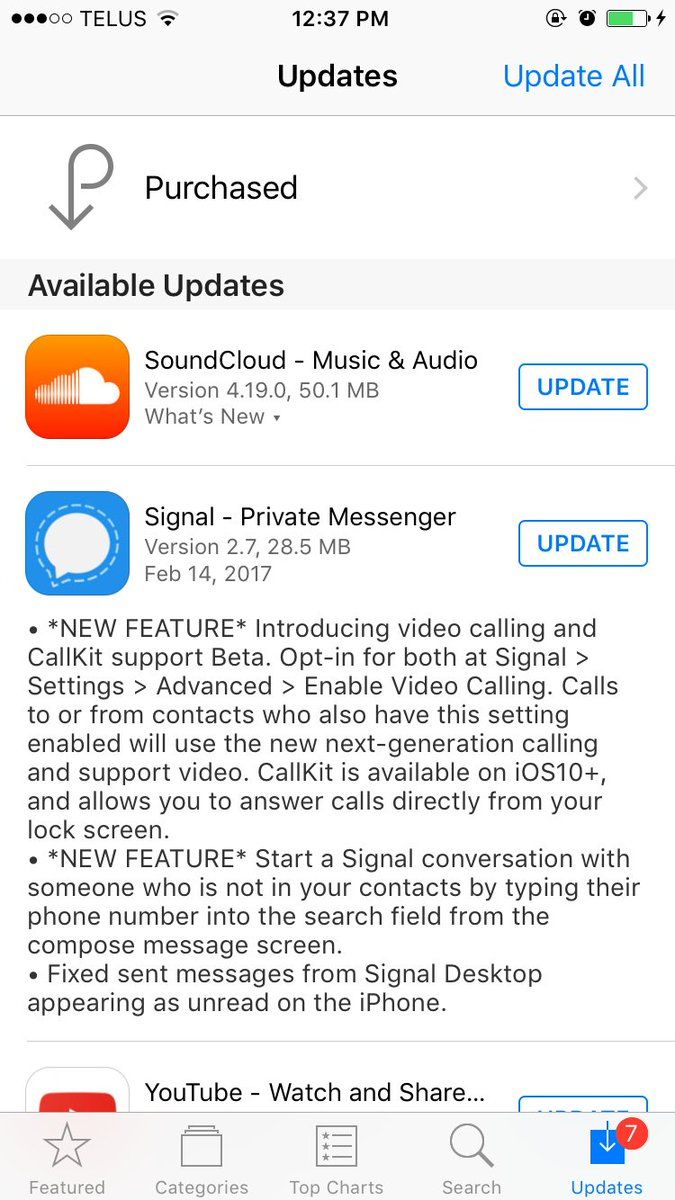 TELUS 12:37 PM
Updates Update All
Purchased
Available Updates
SoundCloud - Music & Audio
Version 4.19.0, 50.1 MB
What's New ▾
UPDATE
Signal - Private Messenger
Version 2.7, 28.5 MB
Feb 14, 2017
UPDATE
• *NEW FEATURE* Introducing video calling and
CallKit support Beta. Opt-in for both at Signal >
Settings > Advanced > Enable Video Calling. Calls
to or from contacts who also have this setting
enabled will use the new next-generation calling
and support video. CallKit is available on iOS10+,
and allows you to answer calls directly from your
lock screen.
• *NEW FEATURE* Start a Signal conversation with
someone who is not in your contacts by typing their
phone number into the search field from the
compose message screen.
• Fixed sent messages from Signal Desktop
appearing as unread on the iPhone.
YouTube - Watch and Share...
UPDATE
7
Featured Categories Top Charts Search Updates